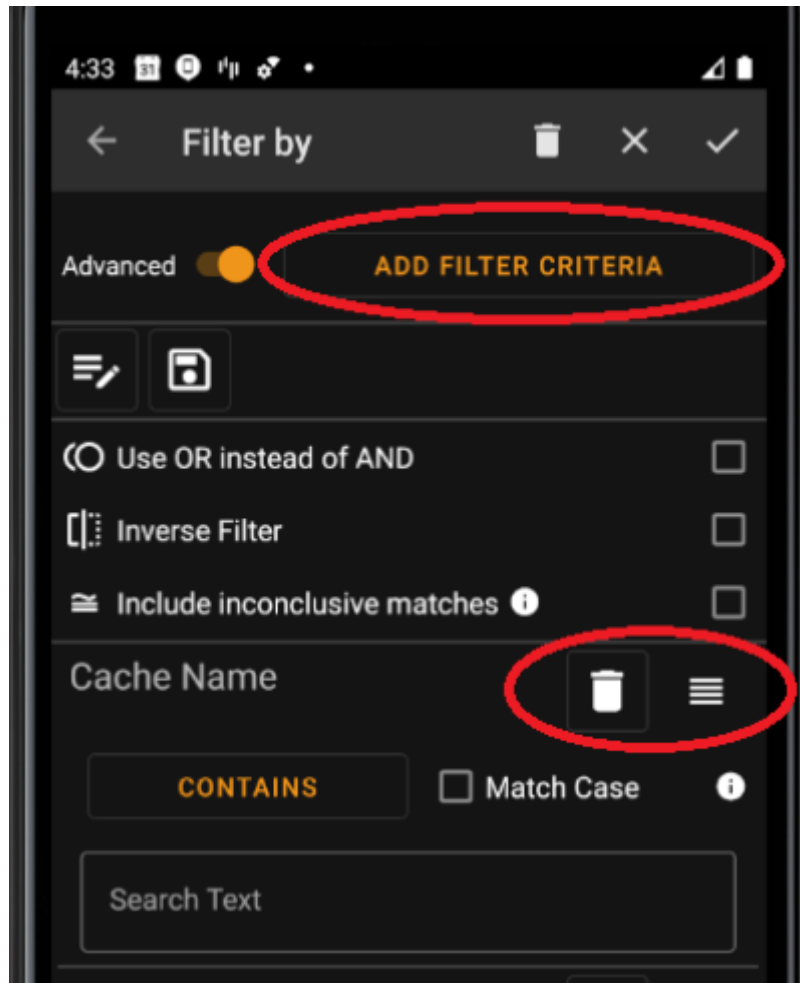 4:33 31
Filter by
Advanced ADD FILTER CRITERIA
Use OR instead of AND
Inverse Filter
Include inconclusive matches i
Cache Name
CONTAINS Match Case i
Search Text